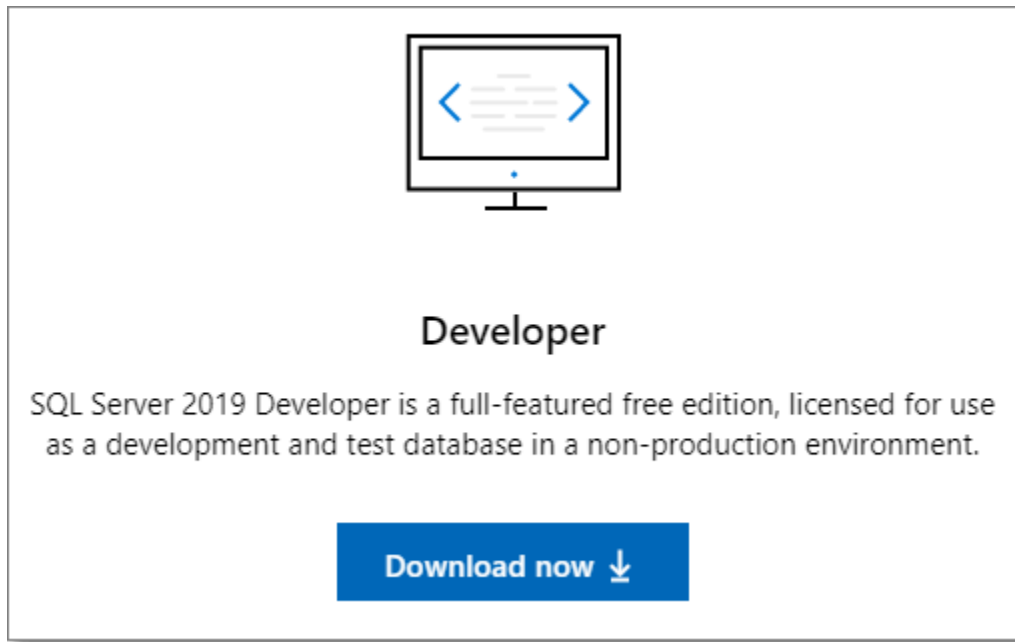 Developer
SQL Server 2019 Developer is a full-featured free edition, licensed for use
as a development and test database in a non-production environment.
Download now